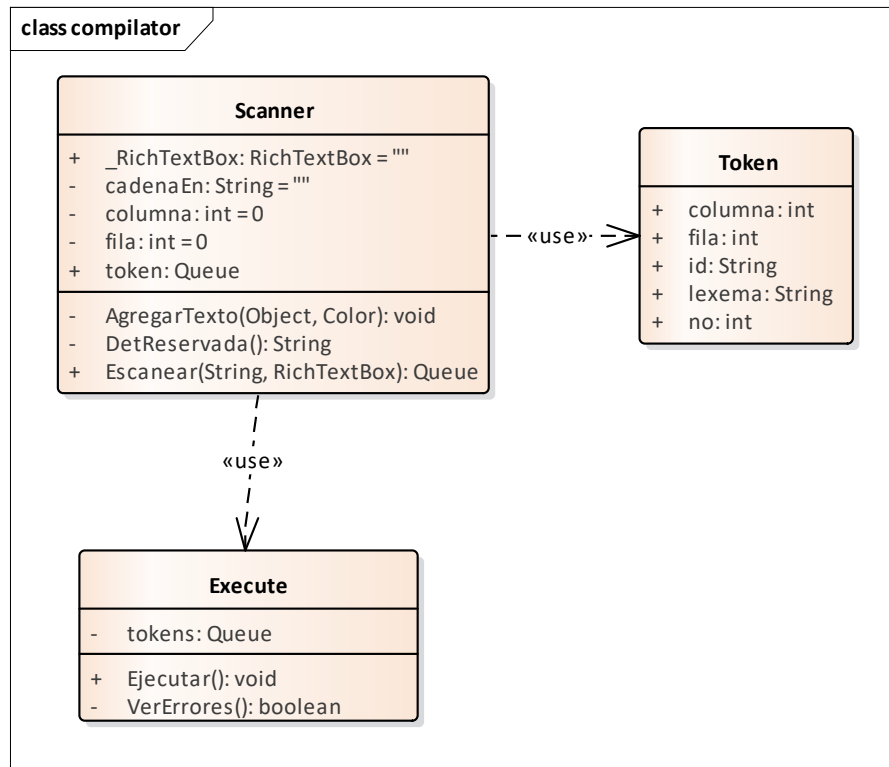 class compilator
Scanner
+ _RichTextBox: RichTextBox = ""
- cadenaEn: String = ""
- columna: int = 0
- fila: int = 0
+ token: Queue
- AgregarTexto(Object, Color): void
- DetReservada(): String
+ Escanear(String, RichTextBox): Queue
«use»
Token
+ columna: int
+ fila: int
+ id: String
+ lexema: String
+ no: int
«use»
Execute
- tokens: Queue
+ Ejecutar(): void
- VerErrores(): boolean